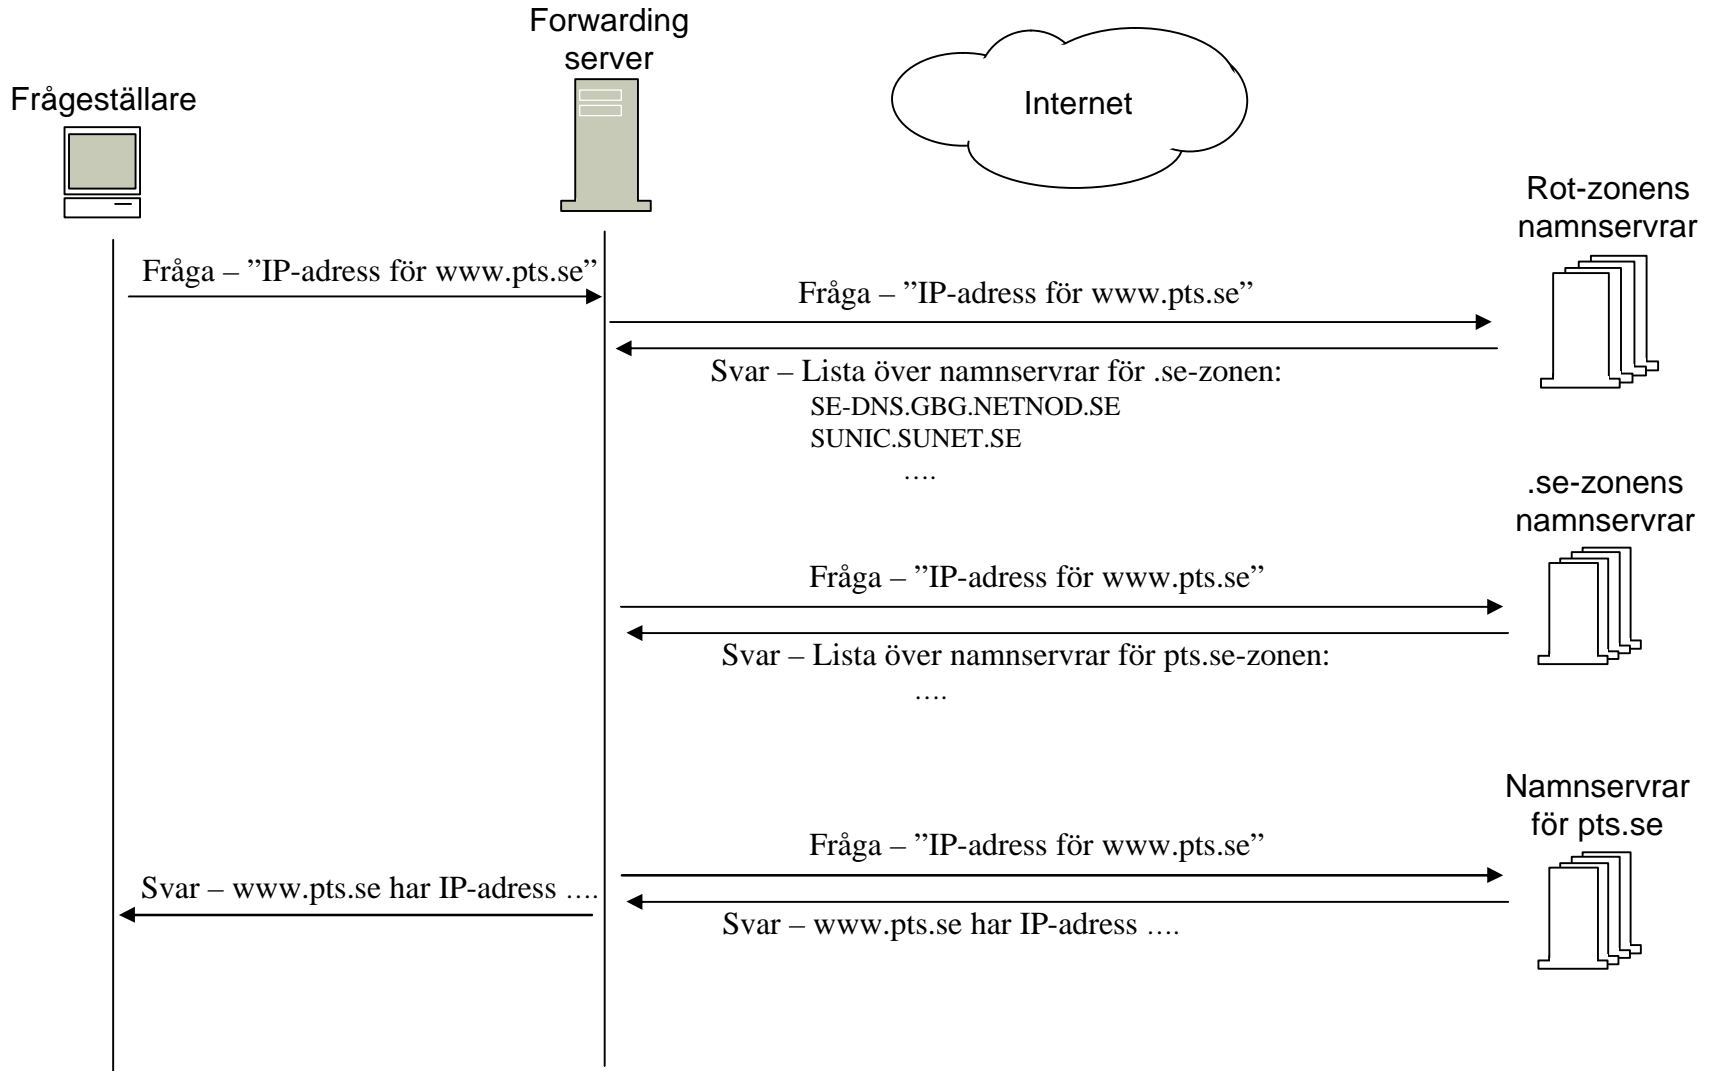 Forwarding
server
Frågeställare
Internet
Rot-zonens
namnservrar
Fråga – ”IP-adress för www.pts.se”
Fråga – ”IP-adress för www.pts.se”
Svar – Lista över namnservrar för .se-zonen:
SE-DNS.GBG.NETNOD.SE
SUNIC.SUNET.SE
….
.se-zonens
namnservrar
Fråga – ”IP-adress för www.pts.se”
Svar – Lista över namnservrar för pts.se-zonen:
….
Namnservrar
för pts.se
Fråga – ”IP-adress för www.pts.se”
Svar – www.pts.se har IP-adress ….
Svar – www.pts.se har IP-adress ….